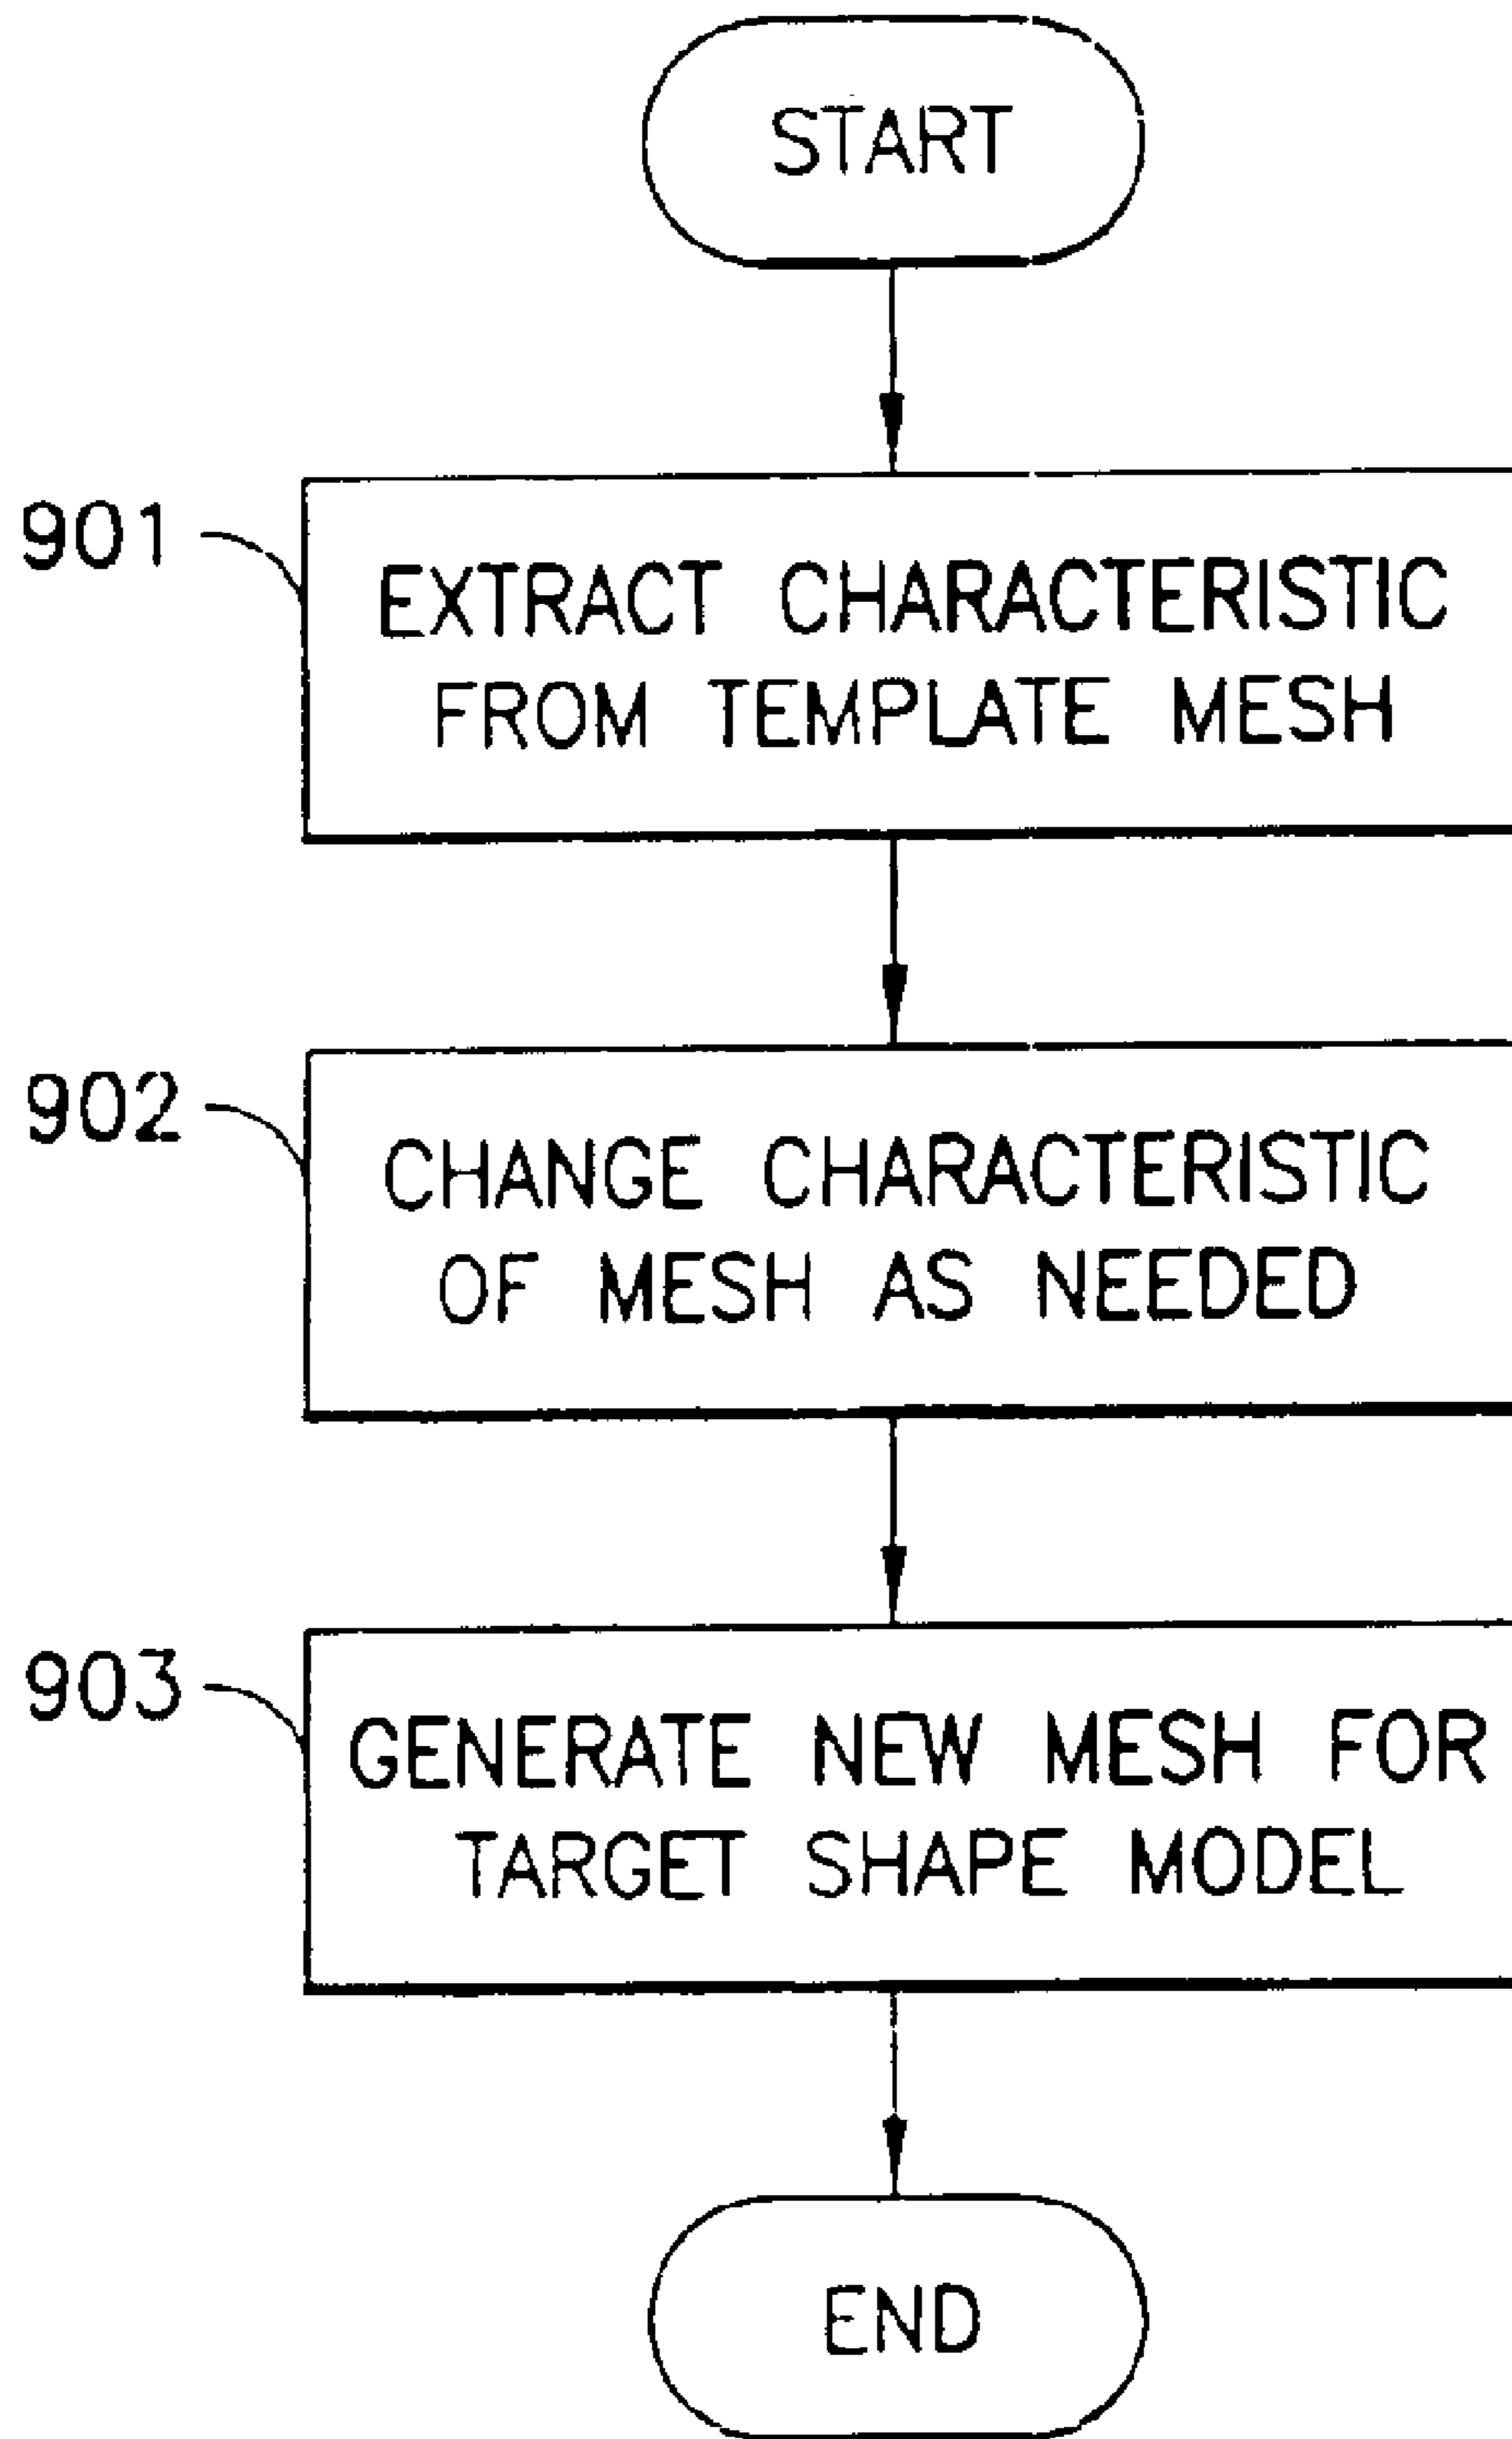 START
901
EXTRACT CHARACTERISTIC
FROM TEMPLATE MESH
902
CHANGE CHARACTERISTIC
OF MESH AS NEEDED
903
GENERATE NEW MESH FOR
TARGET SHAPE MODEL
END